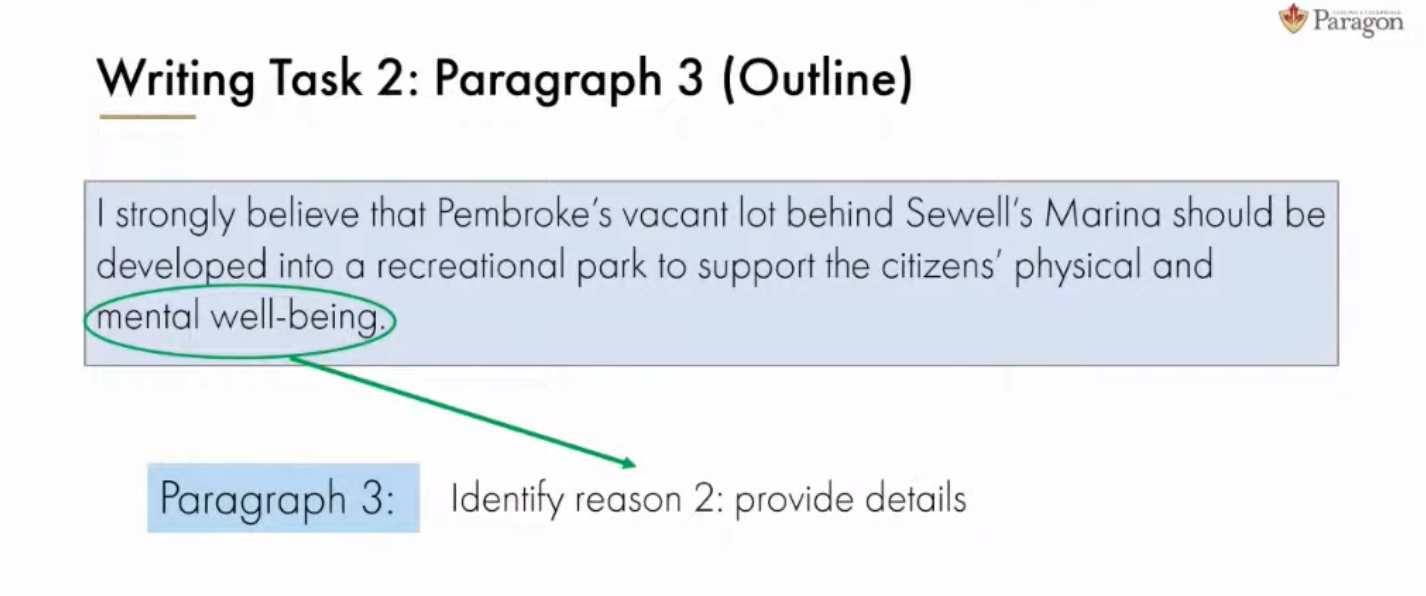 Paragon
Writing Task 2: Paragraph 3 (Outline)
I strongly believe that Pembroke's vacant lot behind Sewell's Marina should be
developed into a recreational park to support the citizens' physical and
mental well-being.
Paragraph 3: Identify reason 2: provide details